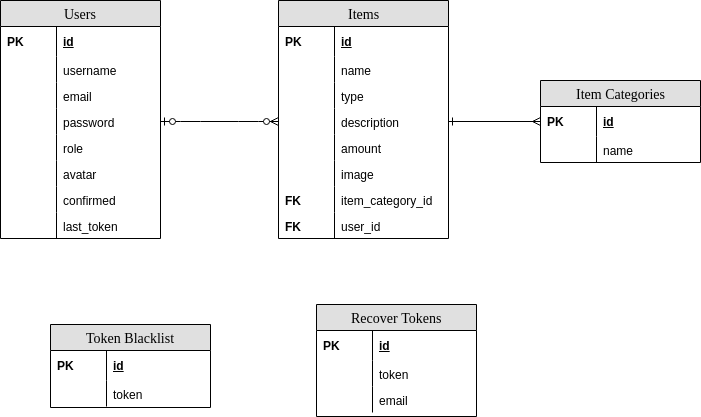 Users
PK id
username
email
password
role
avatar
confirmed
last_token
Items
PK id
name
type
description
amount
image
FK item_category_id
FK user_id
Item Categories
PK id
name
Token Blacklist
PK id
token
Recover Tokens
PK id
token
email